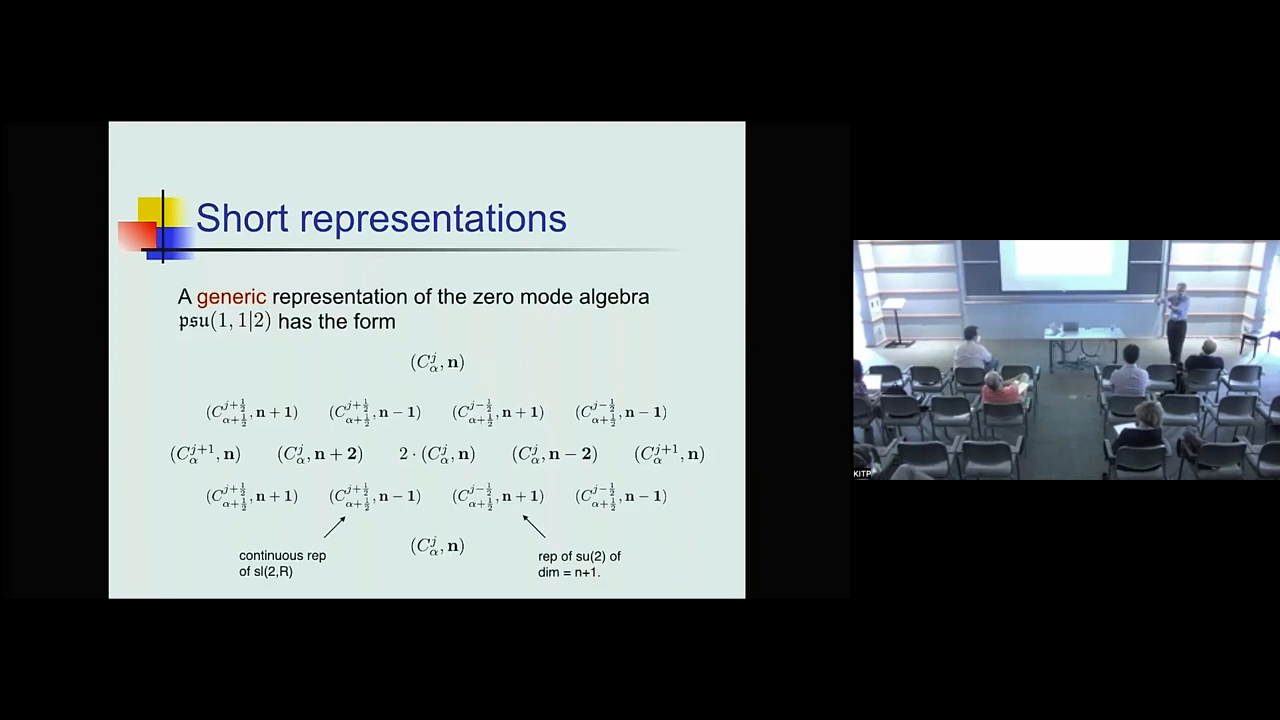 Short representations
A generic representation of the zero mode algebra
𝔭𝔰𝔲(1, 1|2) has the form
(C^j_α, n)
(C^{j+1/2}_{α+1/2}, n + 1) (C^{j+1/2}_{α+1/2}, n − 1) (C^{j−1/2}_{α+1/2}, n + 1) (C^{j−1/2}_{α+1/2}, n − 1)
(C^{j+1}_α, n) (C^j_α, n + 2) 2 · (C^j_α, n) (C^j_α, n − 2) (C^{j+1}_α, n)
(C^{j+1/2}_{α+1/2}, n + 1) (C^{j+1/2}_{α+1/2}, n − 1) (C^{j−1/2}_{α+1/2}, n + 1) (C^{j−1/2}_{α+1/2}, n − 1)
(C^j_α, n)
continuous rep
of sl(2,R)
rep of su(2) of
dim = n+1.
KITP